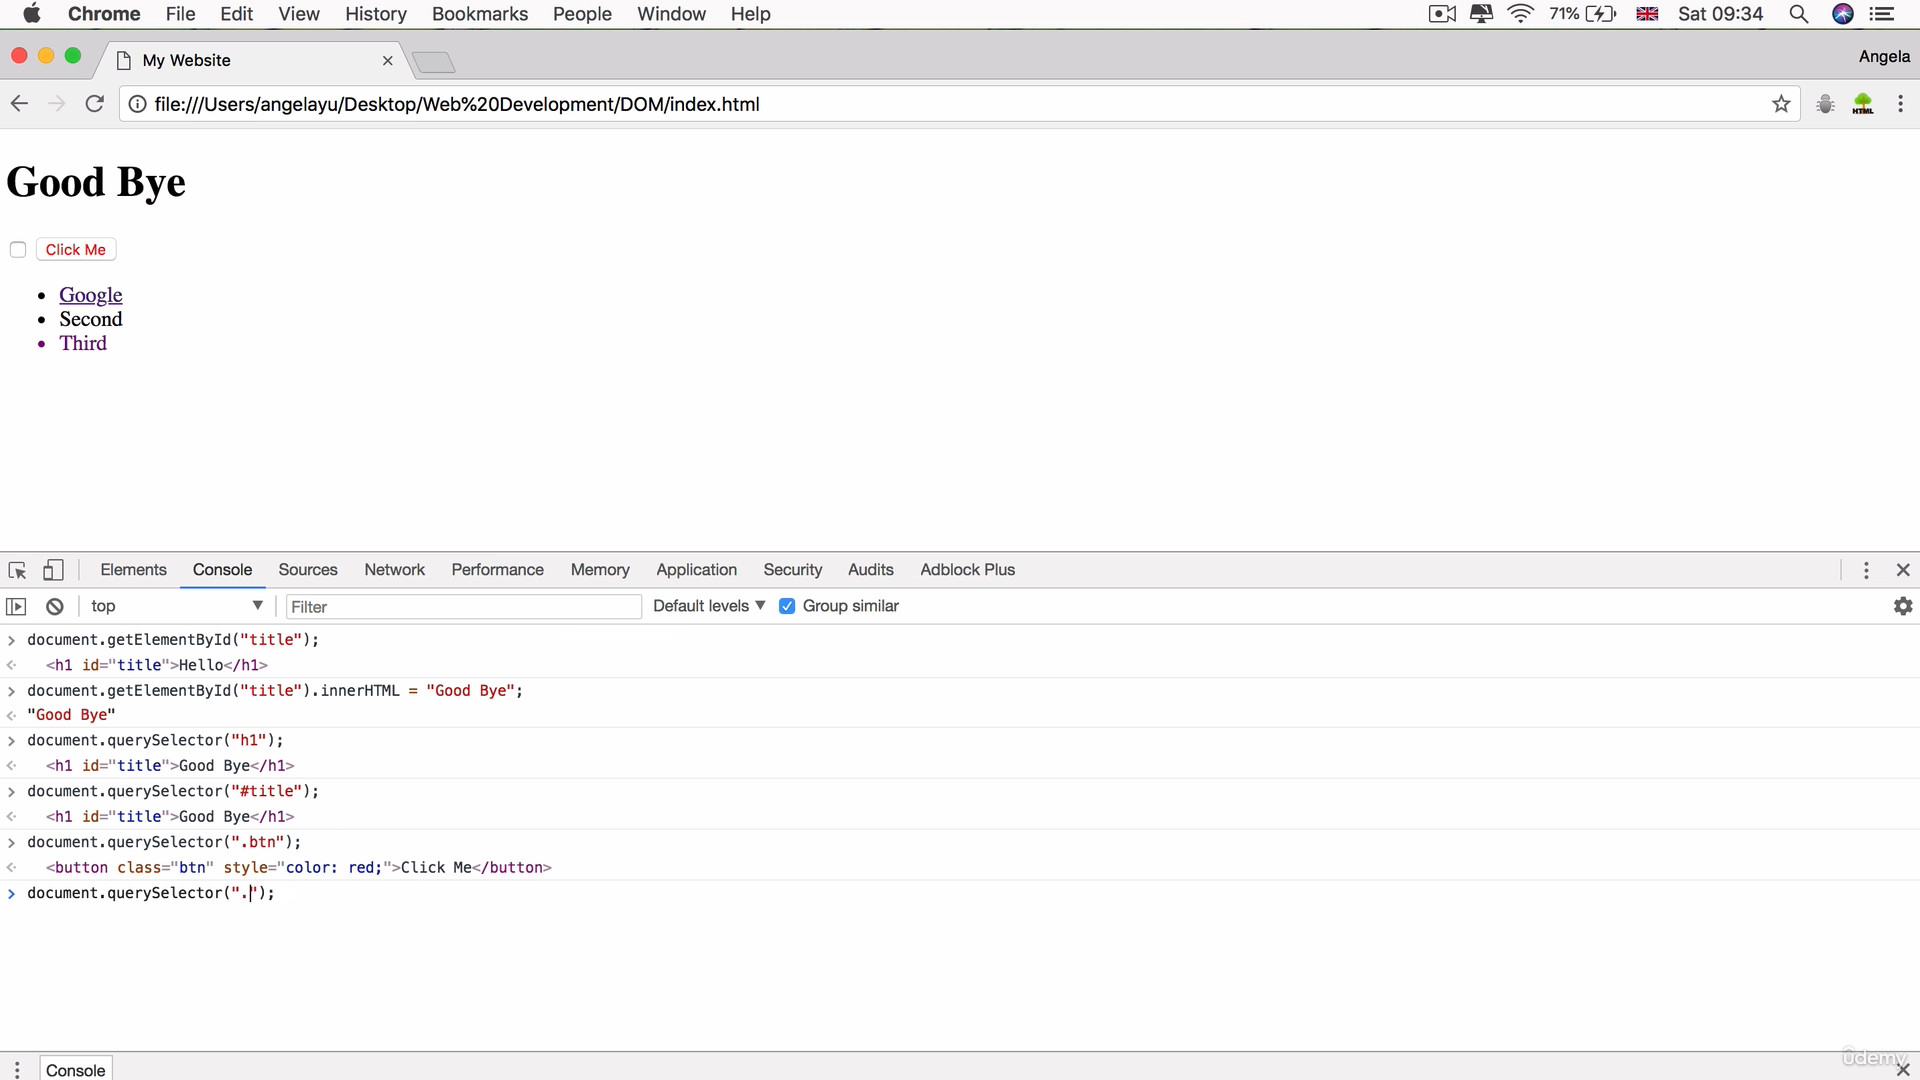 Chrome File Edit View History Bookmarks People Window Help 71% Sat 09:34
My Website Angela
file:///Users/angelayu/Desktop/Web%20Development/DOM/index.html HTML
Good Bye
Click Me
Google
Second
Third
Elements Console Sources Network Performance Memory Application Security Audits Adblock Plus
top Filter Default levels Group similar
document.getElementById("title");
<h1 id="title">Hello</h1>
document.getElementById("title").innerHTML = "Good Bye";
"Good Bye"
document.querySelector("h1");
<h1 id="title">Good Bye</h1>
document.querySelector("#title");
<h1 id="title">Good Bye</h1>
document.querySelector(".btn");
<button class="btn" style="color: red;">Click Me</button>
document.querySelector(".");
Console
ûdemy